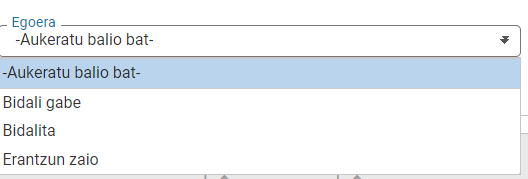 Egoera
-Aukeratu balio bat-
-Aukeratu balio bat-
Bidali gabe
Bidalita
Erantzun zaio